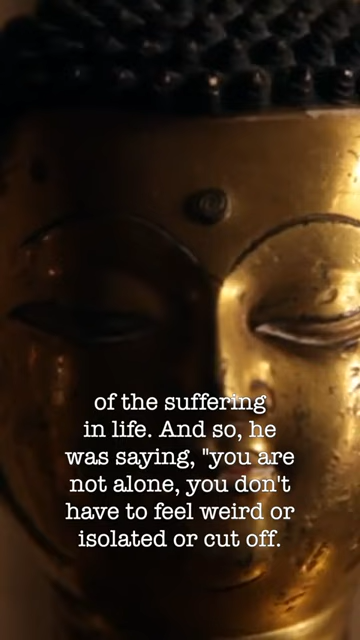 of the suffering
in life. And so, he
was saying, "you are
not alone, you don't
have to feel weird or
isolated or cut off.